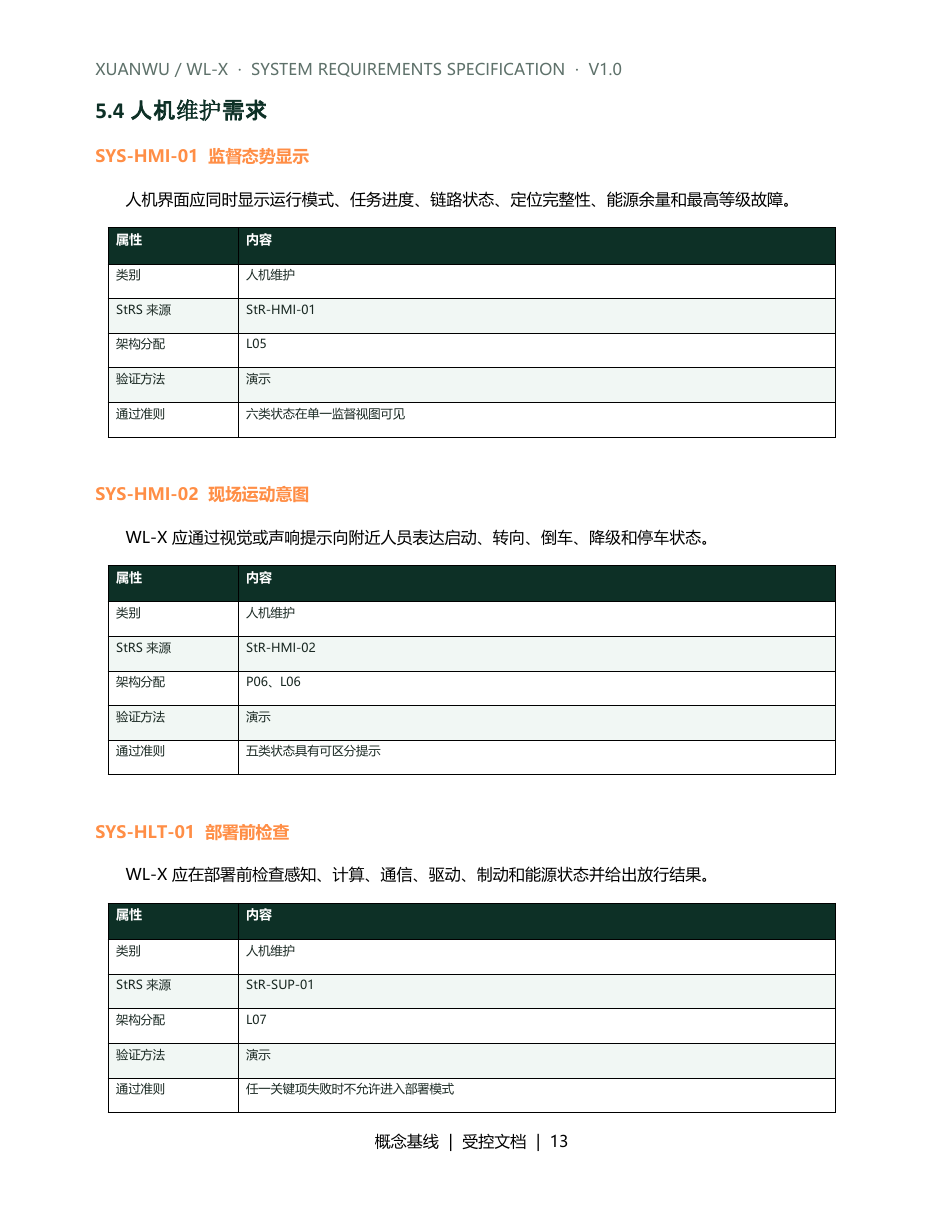 XUANWU / WL-X · SYSTEM REQUIREMENTS SPECIFICATION · V1.0
5.4 人机维护需求
SYS-HMI-01 监督态势显示
人机界面应同时显示运行模式、任务进度、链路状态、定位完整性、能源余量和最高等级故障。
属性 内容
类别 人机维护
StRS 来源 StR-HMI-01
架构分配 L05
验证方法 演示
通过准则 六类状态在单一监督视图可见
SYS-HMI-02 现场运动意图
WL-X 应通过视觉或声响提示向附近人员表达启动、转向、倒车、降级和停车状态。
属性 内容
类别 人机维护
StRS 来源 StR-HMI-02
架构分配 P06、L06
验证方法 演示
通过准则 五类状态具有可区分提示
SYS-HLT-01 部署前检查
WL-X 应在部署前检查感知、计算、通信、驱动、制动和能源状态并给出放行结果。
属性 内容
类别 人机维护
StRS 来源 StR-SUP-01
架构分配 L07
验证方法 演示
通过准则 任一关键项失败时不允许进入部署模式
概念基线 | 受控文档 | 13